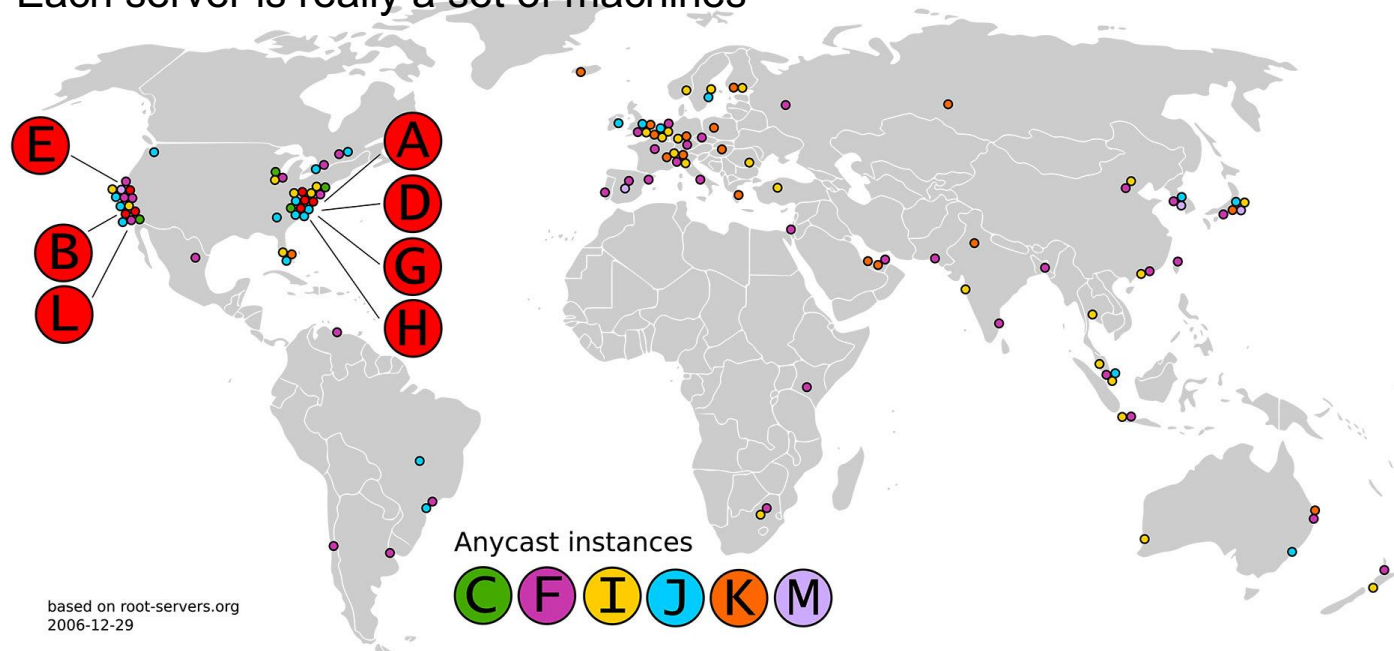 Each server is really a set of machines
E
A
D
B
G
L
H
Anycast instances
C F I J K M
based on root-servers.org
2006-12-29